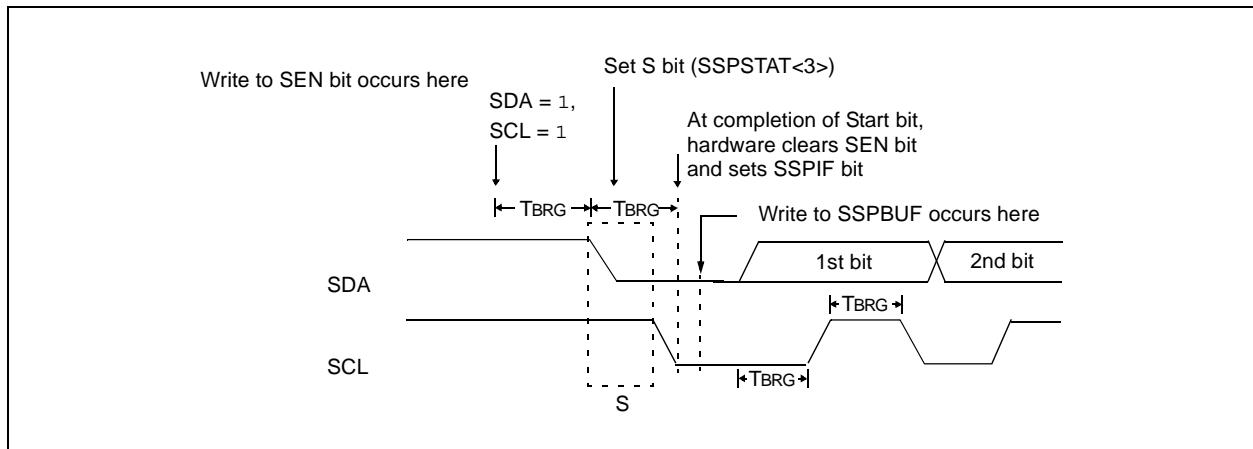 Write to SEN bit occurs here
Set S bit (SSPSTAT<3>)
SDA = 1,
SCL = 1
At completion of Start bit,
hardware clears SEN bit
and sets SSPIF bit
TBRG
TBRG
Write to SSPBUF occurs here
SDA
1st bit
2nd bit
TBRG
SCL
TBRG
S